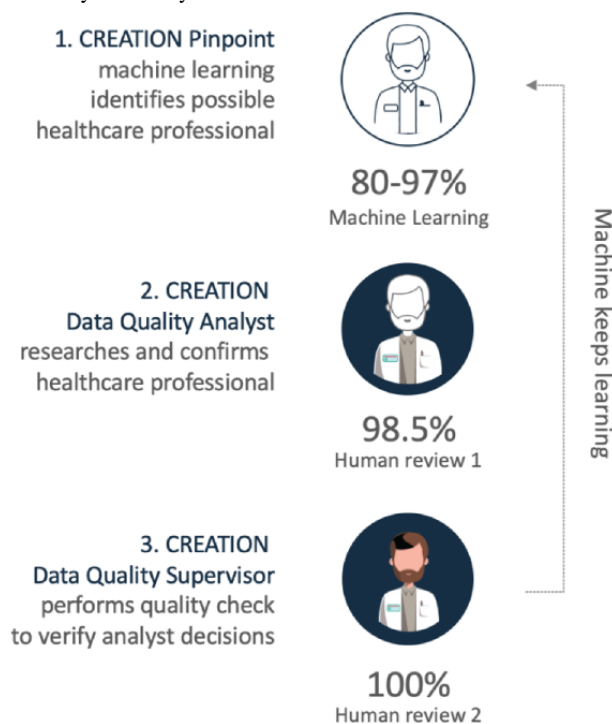 1. CREATION Pinpoint
machine learning
identifies possible
healthcare professional
80-97%
Machine Learning
2. CREATION
Data Quality Analyst
researches and confirms
healthcare professional
98.5%
Human review 1
3. CREATION
Data Quality Supervisor
performs quality check
to verify analyst decisions
100%
Human review 2
Machine keeps learning